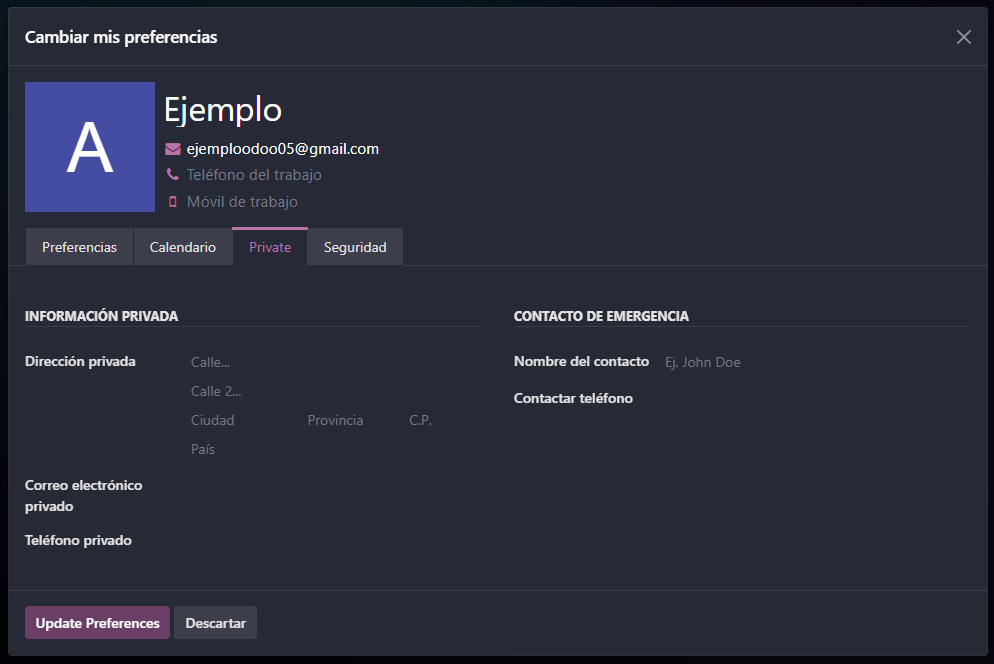 Cambiar mis preferencias
A
Ejemplo
ejemploodoo05@gmail.com
Teléfono del trabajo
Móvil de trabajo
Preferencias Calendario Private Seguridad
INFORMACIÓN PRIVADA
Dirección privada
Calle...
Calle 2...
Ciudad Provincia C.P.
País
Correo electrónico
privado
Teléfono privado
CONTACTO DE EMERGENCIA
Nombre del contacto Ej. John Doe
Contactar teléfono
Update Preferences Descartar